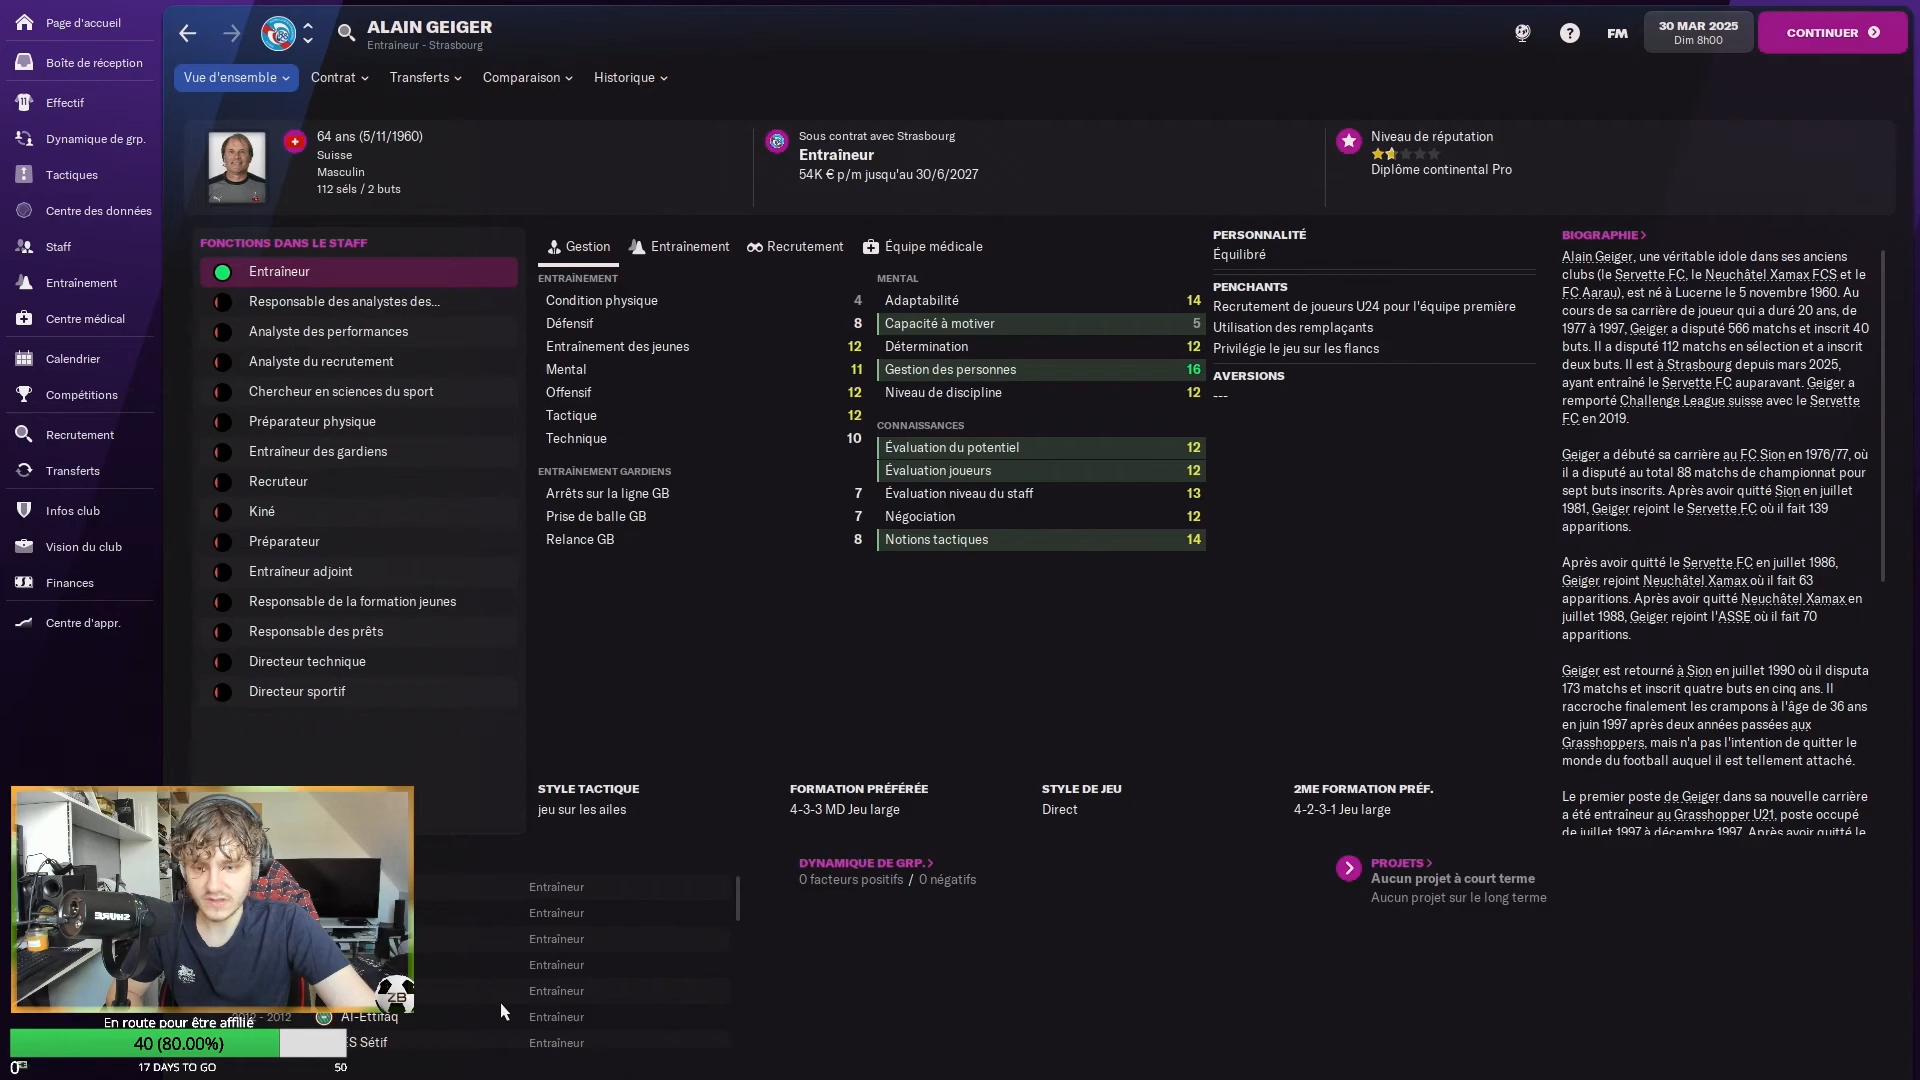 Page d'accueil
Boîte de réception
Effectif
Dynamique de grp.
Tactiques
Centre des données
Staff
Entraînement
Centre médical
Calendrier
Compétitions
Recrutement
Transferts
Infos club
Vision du club
Finances
Centre d'appr.
ALAIN GEIGER
Entraîneur - Strasbourg
FM
30 MAR 2025
Dim 8h00
CONTINUER
Vue d'ensemble
Contrat
Transferts
Comparaison
Historique
64 ans (5/11/1960)
Suisse
Masculin
112 séls / 2 buts
Sous contrat avec Strasbourg
Entraîneur
54K € p/m jusqu'au 30/6/2027
Niveau de réputation
Diplôme continental Pro
FONCTIONS DANS LE STAFF
Entraîneur
Responsable des analystes des...
Analyste des performances
Analyste du recrutement
Chercheur en sciences du sport
Préparateur physique
Entraîneur des gardiens
Recruteur
Kiné
Préparateur
Entraîneur adjoint
Responsable de la formation jeunes
Responsable des prêts
Directeur technique
Directeur sportif
Gestion
Entraînement
Recrutement
Équipe médicale
ENTRAÎNEMENT
Condition physique 4
Défensif 8
Entraînement des jeunes 12
Mental 11
Offensif 12
Tactique 12
Technique 10
ENTRAÎNEMENT GARDIENS
Arrêts sur la ligne GB 7
Prise de balle GB 7
Relance GB 8
MENTAL
Adaptabilité 14
Capacité à motiver 5
Détermination 12
Gestion des personnes 16
Niveau de discipline 12
CONNAISSANCES
Évaluation du potentiel 12
Évaluation joueurs 12
Évaluation niveau du staff 13
Négociation 12
Notions tactiques 14
PERSONNALITÉ
Équilibré
PENCHANTS
Recrutement de joueurs U24 pour l'équipe première
Utilisation des remplaçants
Privilégie le jeu sur les flancs
AVERSIONS
---
BIOGRAPHIE
Alain Geiger, une véritable idole dans ses anciens
clubs (le Servette FC, le Neuchâtel Xamax FCS et le
FC Aarau), est né à Lucerne le 5 novembre 1960. Au
cours de sa carrière de joueur qui a duré 20 ans, de
1977 à 1997, Geiger a disputé 566 matchs et inscrit 40
buts. Il a disputé 112 matchs en sélection et a inscrit
deux buts. Il est à Strasbourg depuis mars 2025,
ayant entraîné le Servette FC auparavant. Geiger a
remporté Challenge League suisse avec le Servette
FC en 2019.
Geiger a débuté sa carrière au FC Sion en 1976/77, où
il a disputé au total 88 matchs de championnat pour
sept buts inscrits. Après avoir quitté Sion en juillet
1981, Geiger rejoint le Servette FC où il fait 139
apparitions.
Après avoir quitté le Servette FC en juillet 1986,
Geiger rejoint Neuchâtel Xamax où il fait 63
apparitions. Après avoir quitté Neuchâtel Xamax en
juillet 1988, Geiger rejoint l'ASSE où il fait 70
apparitions.
Geiger est retourné à Sion en juillet 1990 où il disputa
173 matchs et inscrit quatre buts en cinq ans. Il
raccroche finalement les crampons à l'âge de 36 ans
en juin 1997 après deux années passées aux
Grasshoppers, mais n'a pas l'intention de quitter le
monde du football auquel il est tellement attaché.
Le premier poste de Geiger dans sa nouvelle carrière
a été entraîneur au Grasshopper U21, poste occupé
de juillet 1997 à décembre 1997. Après avoir quitté le
STYLE TACTIQUE
jeu sur les ailes
FORMATION PRÉFÉRÉE
4-3-3 MD Jeu large
STYLE DE JEU
Direct
2ME FORMATION PRÉF.
4-2-3-1 Jeu large
DYNAMIQUE DE GRP.
0 facteurs positifs / 0 négatifs
PROJETS
Aucun projet à court terme
Aucun projet sur le long terme
Entraîneur
Entraîneur
Entraîneur
Entraîneur
Entraîneur
2012 - 2012 Al-Ettifaq Entraîneur
ES Sétif Entraîneur
SHURE
ZB
En route pour être affilié
40 (80.00%)
0 17 DAYS TO GO 50